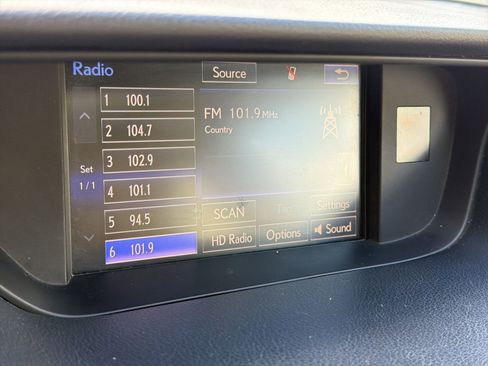 Radio
Source
1 100.1
2 104.7
3 102.9
4 101.1
5 94.5
6 101.9
Set
1/1
FM 101.9 MHz
Country
SCAN
Tag
Settings
HD Radio
Options
Sound